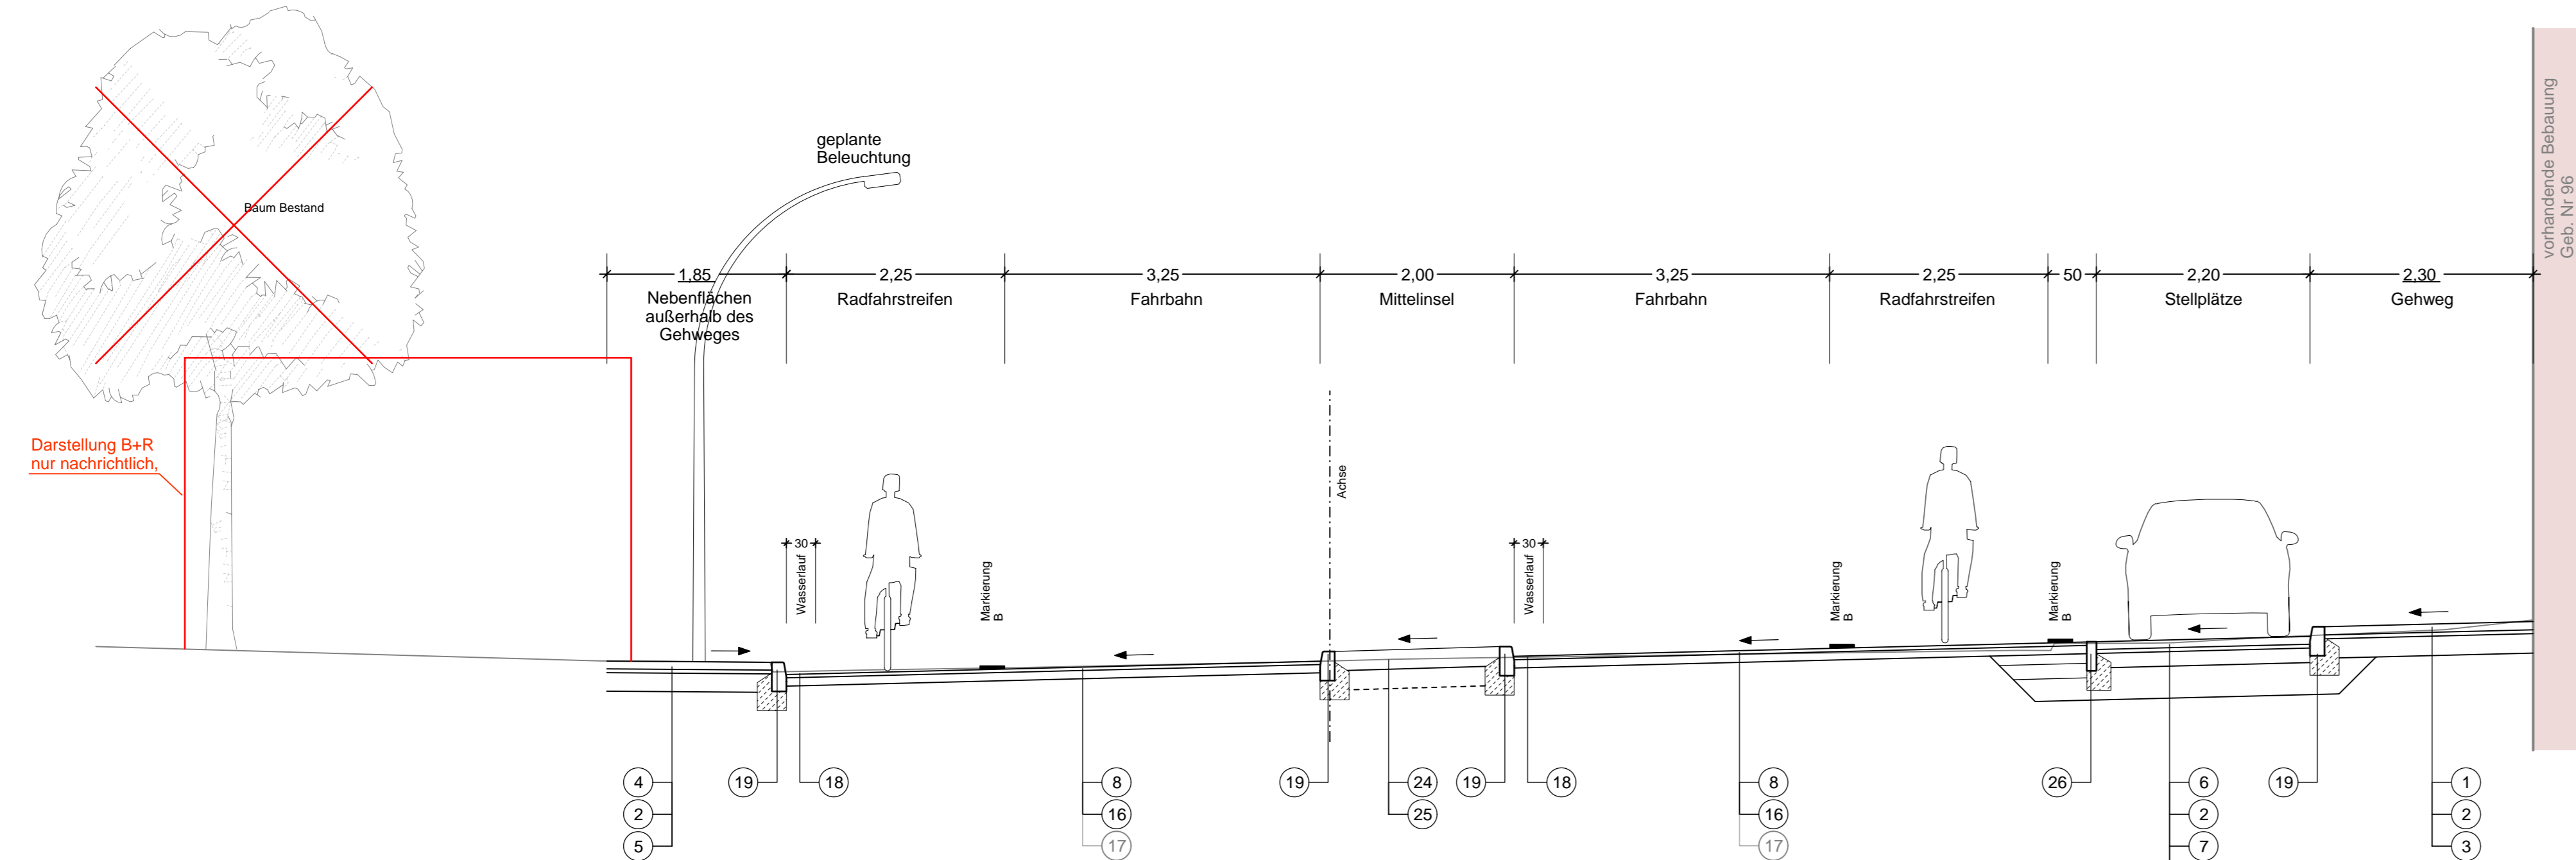 geplante
Beleuchtung
Baum Bestand
1,85
Nebenflächen
außerhalb des
Gehweges
2,25
Radfahrstreifen
3,25
Fahrbahn
2,00
Mittelinsel
3,25
Fahrbahn
2,25
Radfahrstreifen
50
2,20
Stellplätze
2,30
Gehweg
vorhandende Bebauung
Geb. Nr 96
Darstellung B+R
nur nachrichtlich,
30
Wasserlauf
Markierung
B
Achse
30
Wasserlauf
Markierung
B
Markierung
B
4
2
5
19
18
8
16
17
19
24
25
19
18
8
16
17
26
6
2
7
19
1
2
3